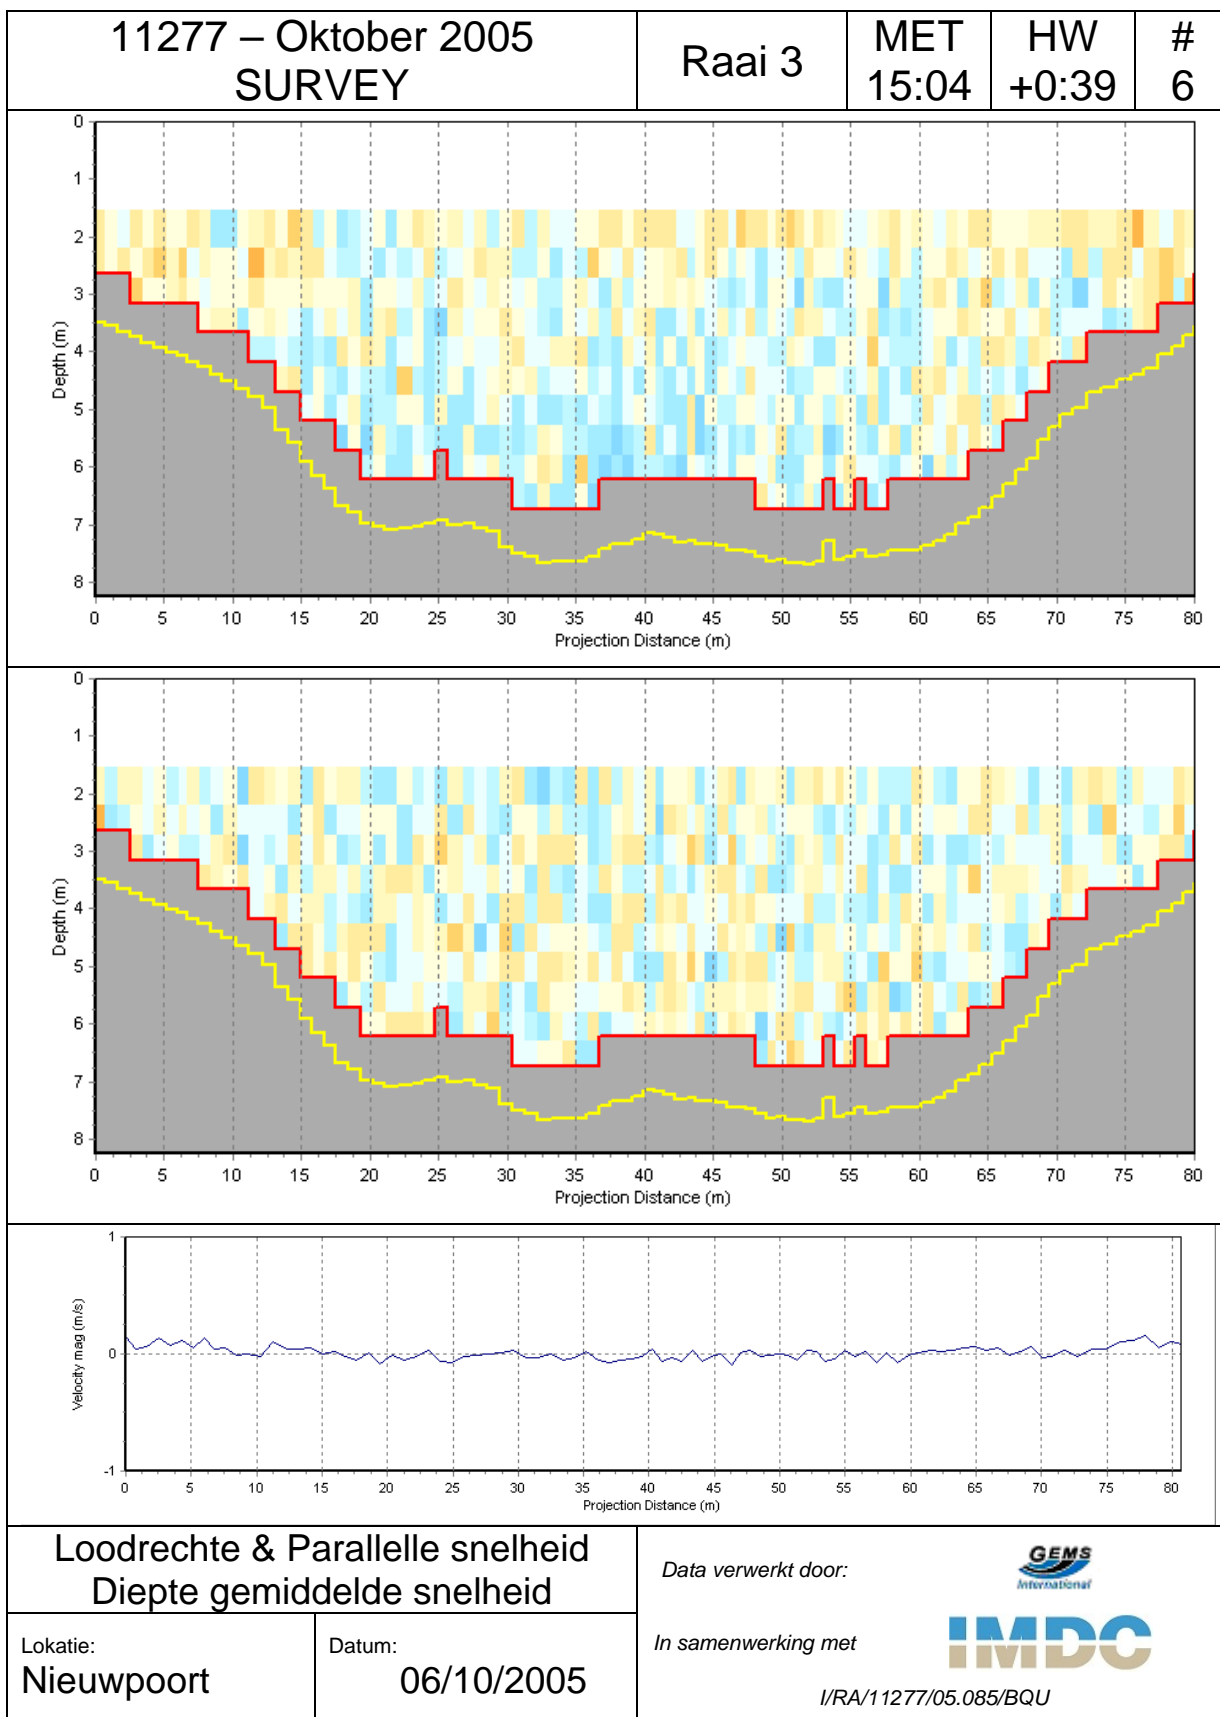 11277 – Oktober 2005
SURVEY
Raai 3
MET
15:04
HW
+0:39
#
6
0
1
2
3
4
5
6
7
8
Depth (m)
0 5 10 15 20 25 30 35 40 45 50 55 60 65 70 75 80
Projection Distance (m)
0
1
2
3
4
5
6
7
8
Depth (m)
0 5 10 15 20 25 30 35 40 45 50 55 60 65 70 75 80
Projection Distance (m)
1
0
-1
Velocity mag (m/s)
0 5 10 15 20 25 30 35 40 45 50 55 60 65 70 75 80
Projection Distance (m)
Loodrechte & Parallelle snelheid
Diepte gemiddelde snelheid
Lokatie:
Nieuwpoort
Datum:
06/10/2005
Data verwerkt door:
GEMS
International
In samenwerking met
IMDC
I/RA/11277/05.085/BQU